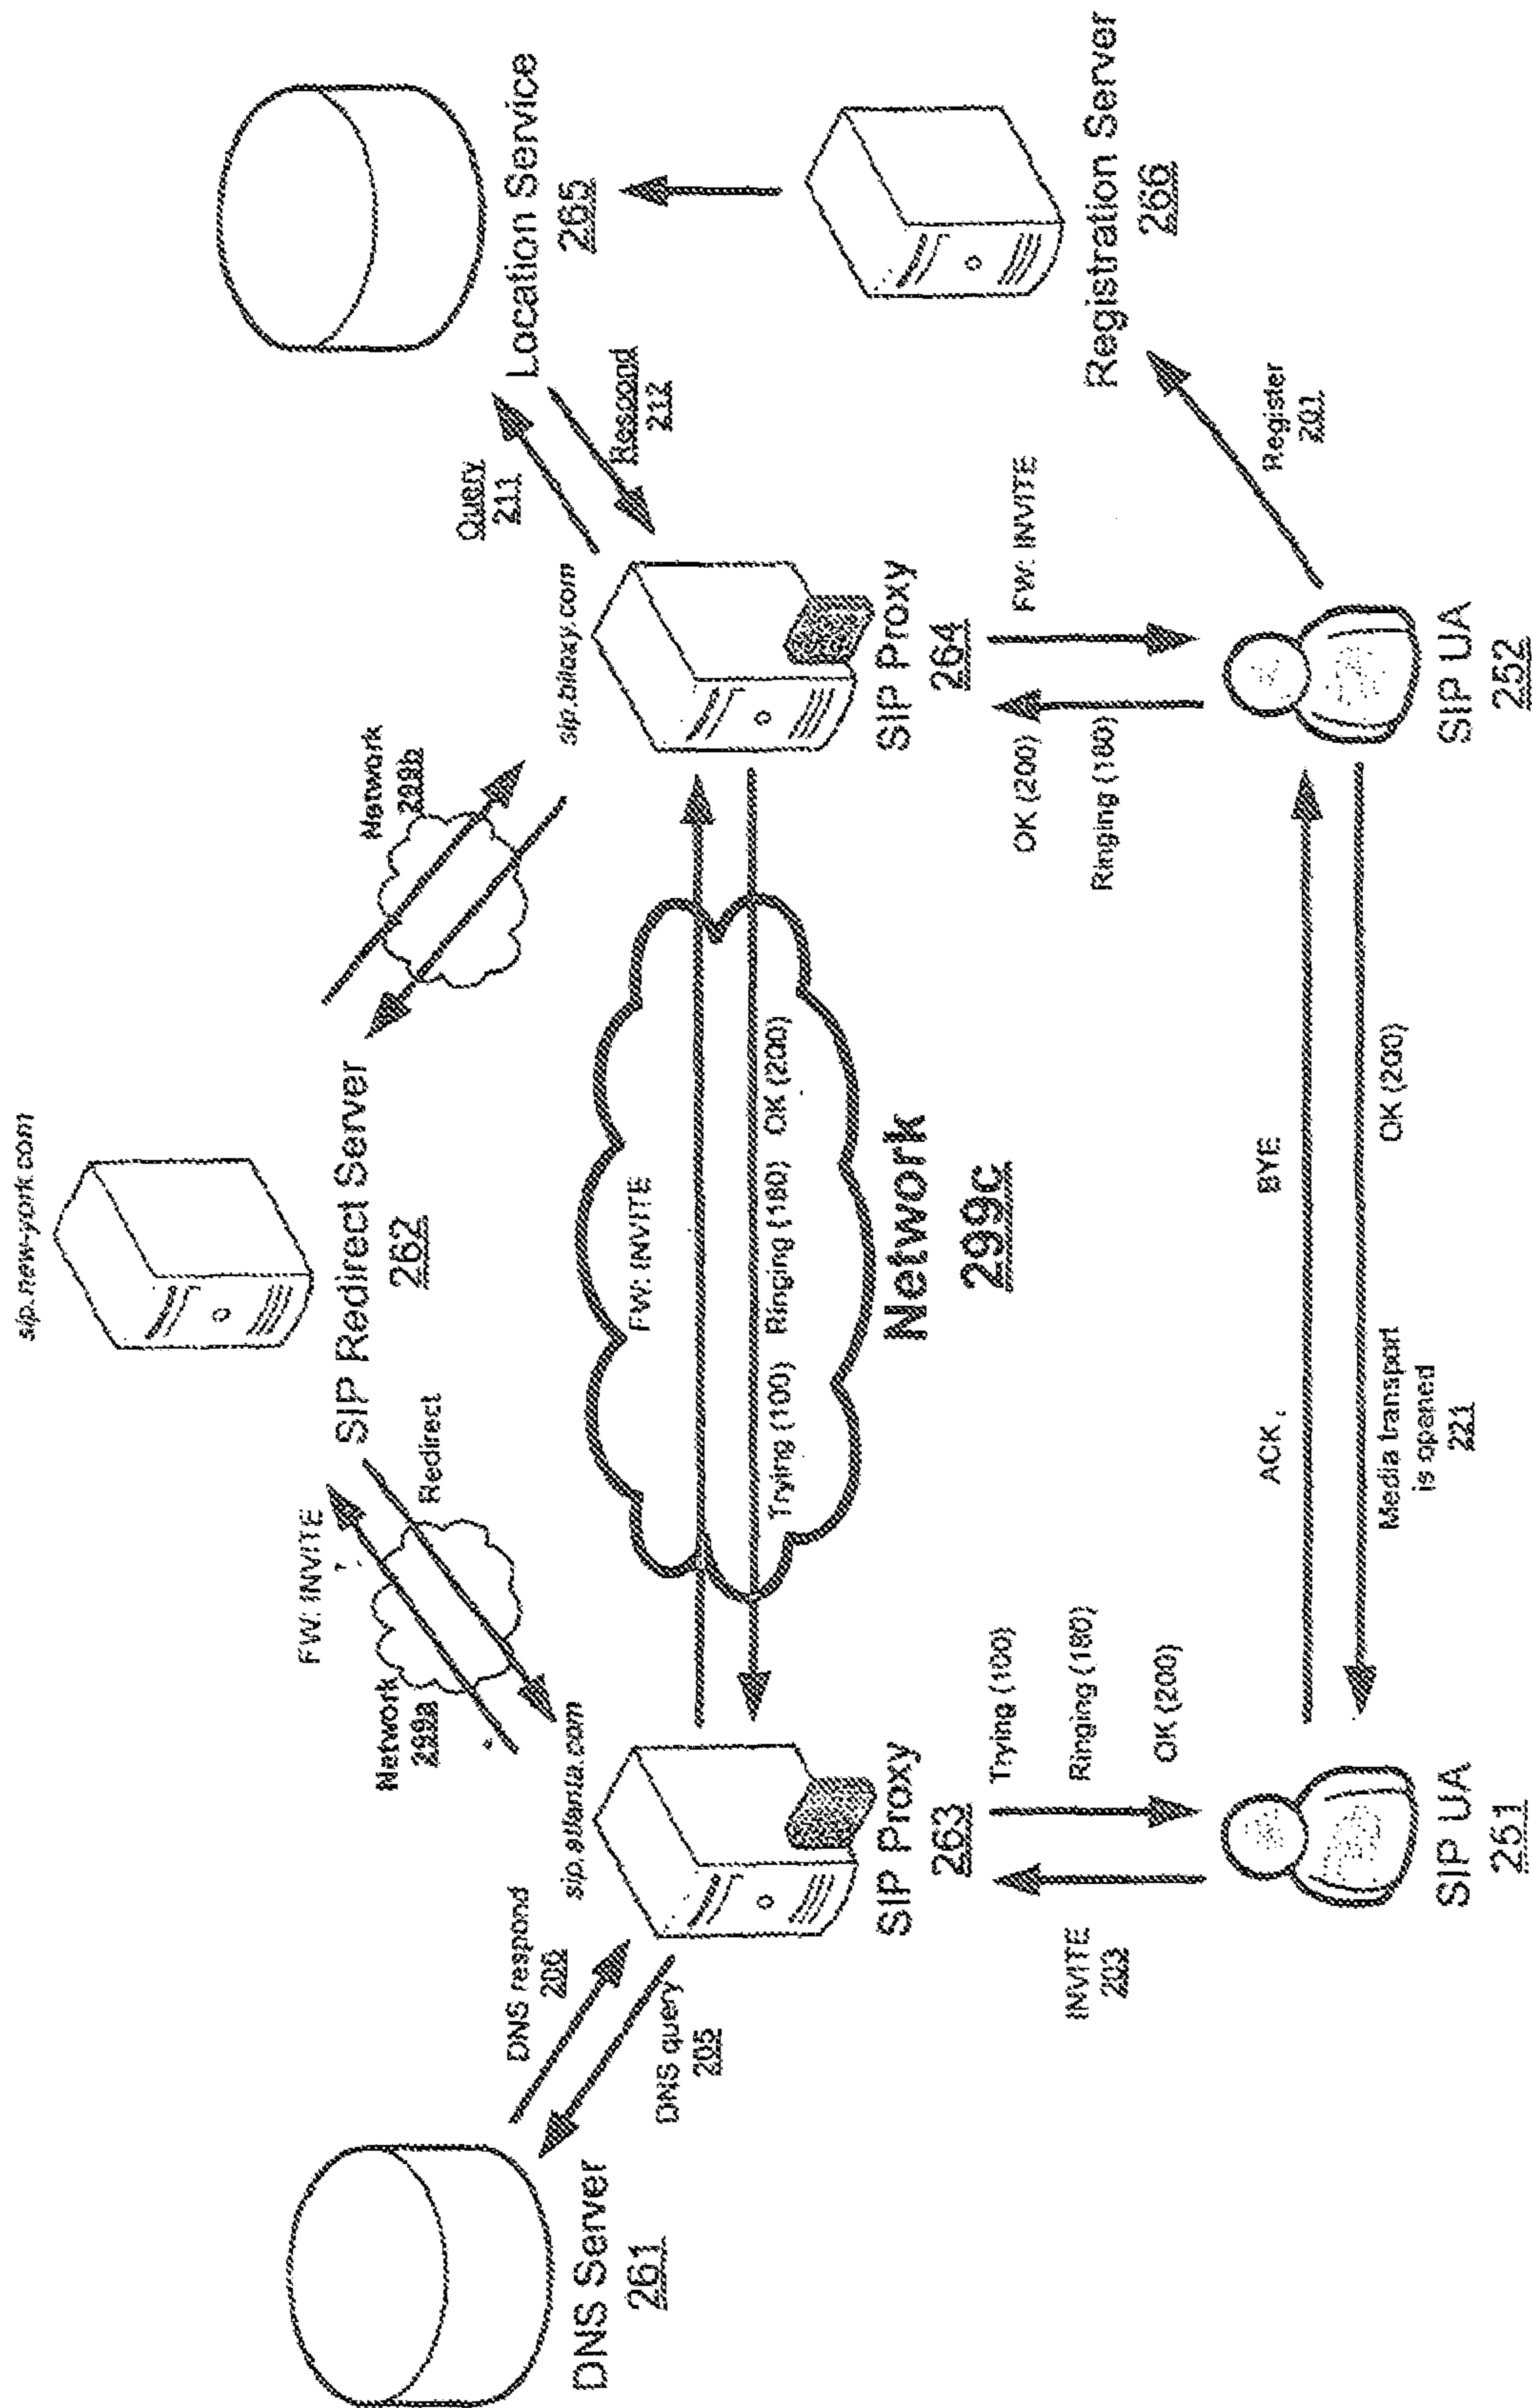 sip.new-york.com
SIP Redirect Server
262
FW: INVITE
Redirect
Network
299a
Network
299b
Location Service
265
Query
211
Respond
212
DNS Server
261
DNS respond
206
DNS query
205
sip.atlanta.com
SIP Proxy
263
sip.biloxy.com
SIP Proxy
264
FW: INVITE
Trying (100) Ringing (180) OK (200)
Network
299c
Registration Server
266
Register
201
INVITE
203
Trying (100)
Ringing (180)
OK (200)
OK (200)
Ringing (180)
FW: INVITE
ACK
BYE
Media transport
is opened
221
OK (200)
SIP UA
251
SIP UA
252